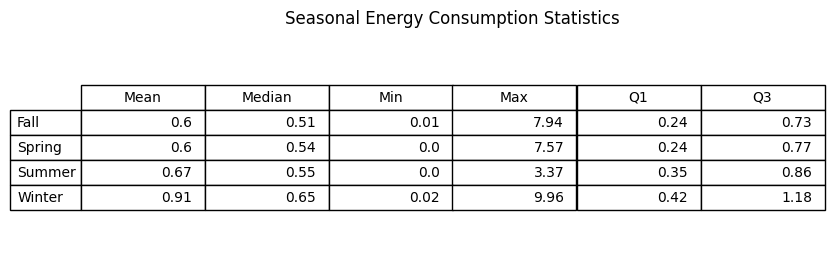 Seasonal Energy Consumption Statistics
Mean Median Min Max Q1 Q3
Fall 0.6 0.51 0.01 7.94 0.24 0.73
Spring 0.6 0.54 0.0 7.57 0.24 0.77
Summer 0.67 0.55 0.0 3.37 0.35 0.86
Winter 0.91 0.65 0.02 9.96 0.42 1.18